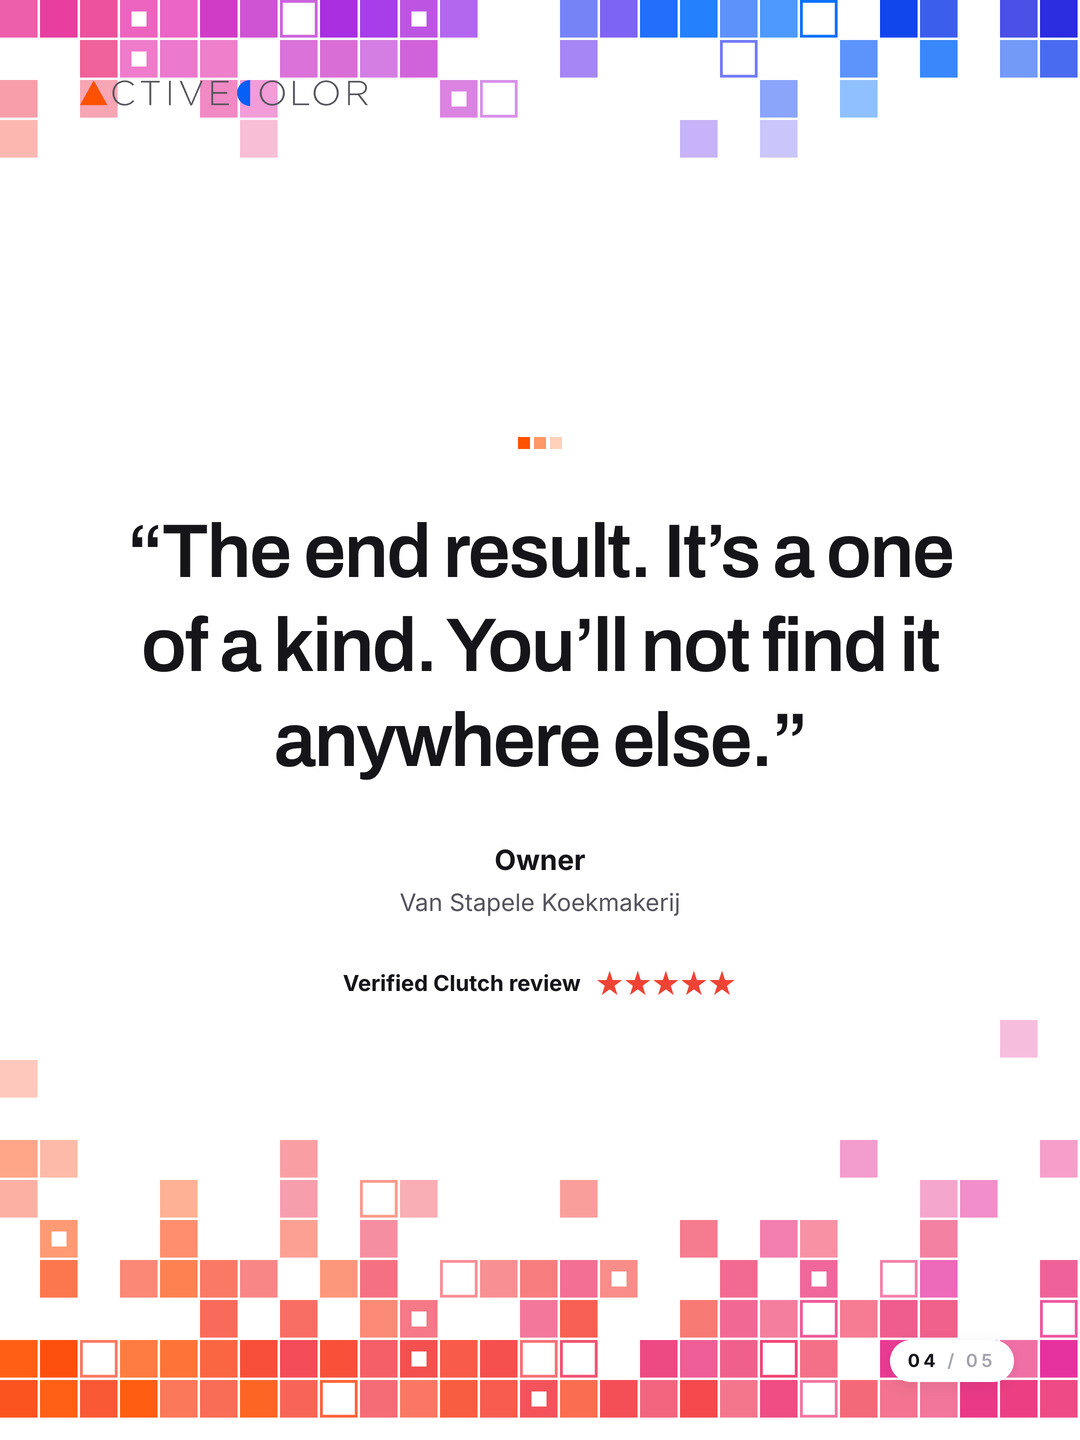 ACTIVECOLOR
“The end result. It’s a one
of a kind. You’ll not find it
anywhere else.”
Owner
Van Stapele Koekmakerij
Verified Clutch review ★★★★★
04 / 05